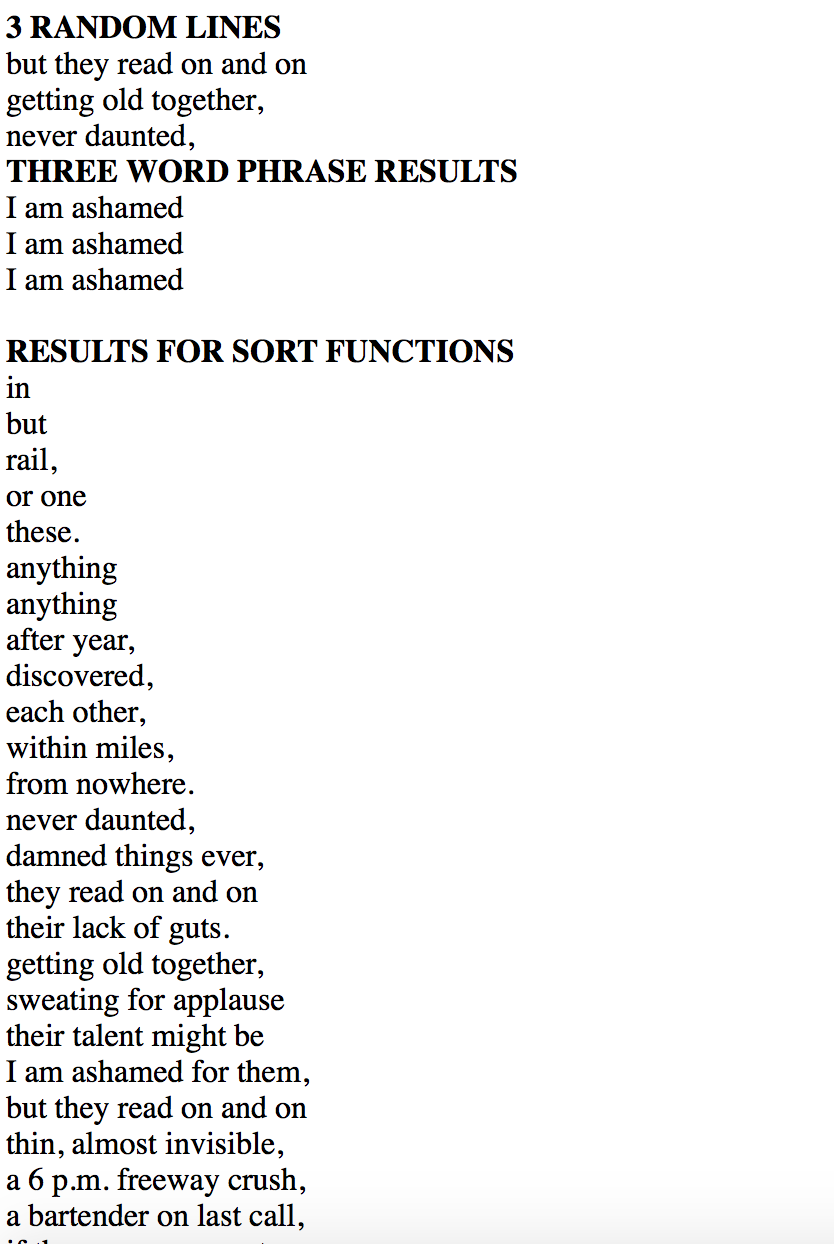 3 RANDOM LINES
but they read on and on
getting old together,
never daunted,
THREE WORD PHRASE RESULTS
I am ashamed
I am ashamed
I am ashamed
RESULTS FOR SORT FUNCTIONS
in
but
rail,
or one
these.
anything
anything
after year,
discovered,
each other,
within miles,
from nowhere.
never daunted,
damned things ever,
they read on and on
their lack of guts.
getting old together,
sweating for applause
their talent might be
I am ashamed for them,
but they read on and on
thin, almost invisible,
a 6 p.m. freeway crush,
a bartender on last call,